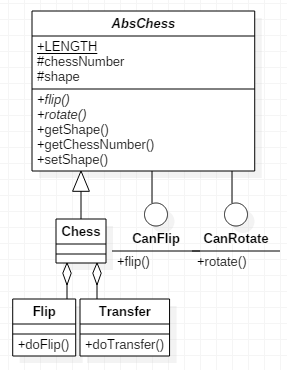 AbsChess
+LENGTH
#chessNumber
#shape
+flip()
+rotate()
+getShape()
+getChessNumber()
+setShape()
Chess
CanFlip
+flip()
CanRotate
+rotate()
Flip
+doFlip()
Transfer
+doTransfer()